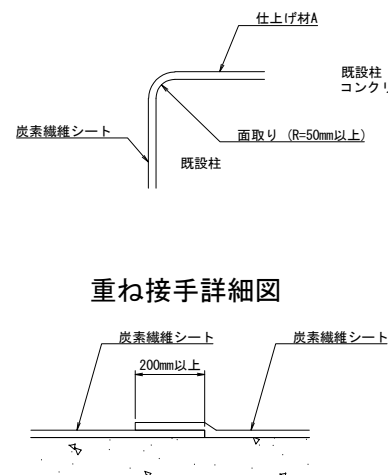 仕上げ材A
既設柱
コンクリ
炭素繊維シート
面取り (R=50mm以上)
既設柱
重ね接手詳細図
炭素繊維シート
炭素繊維シート
200mm以上